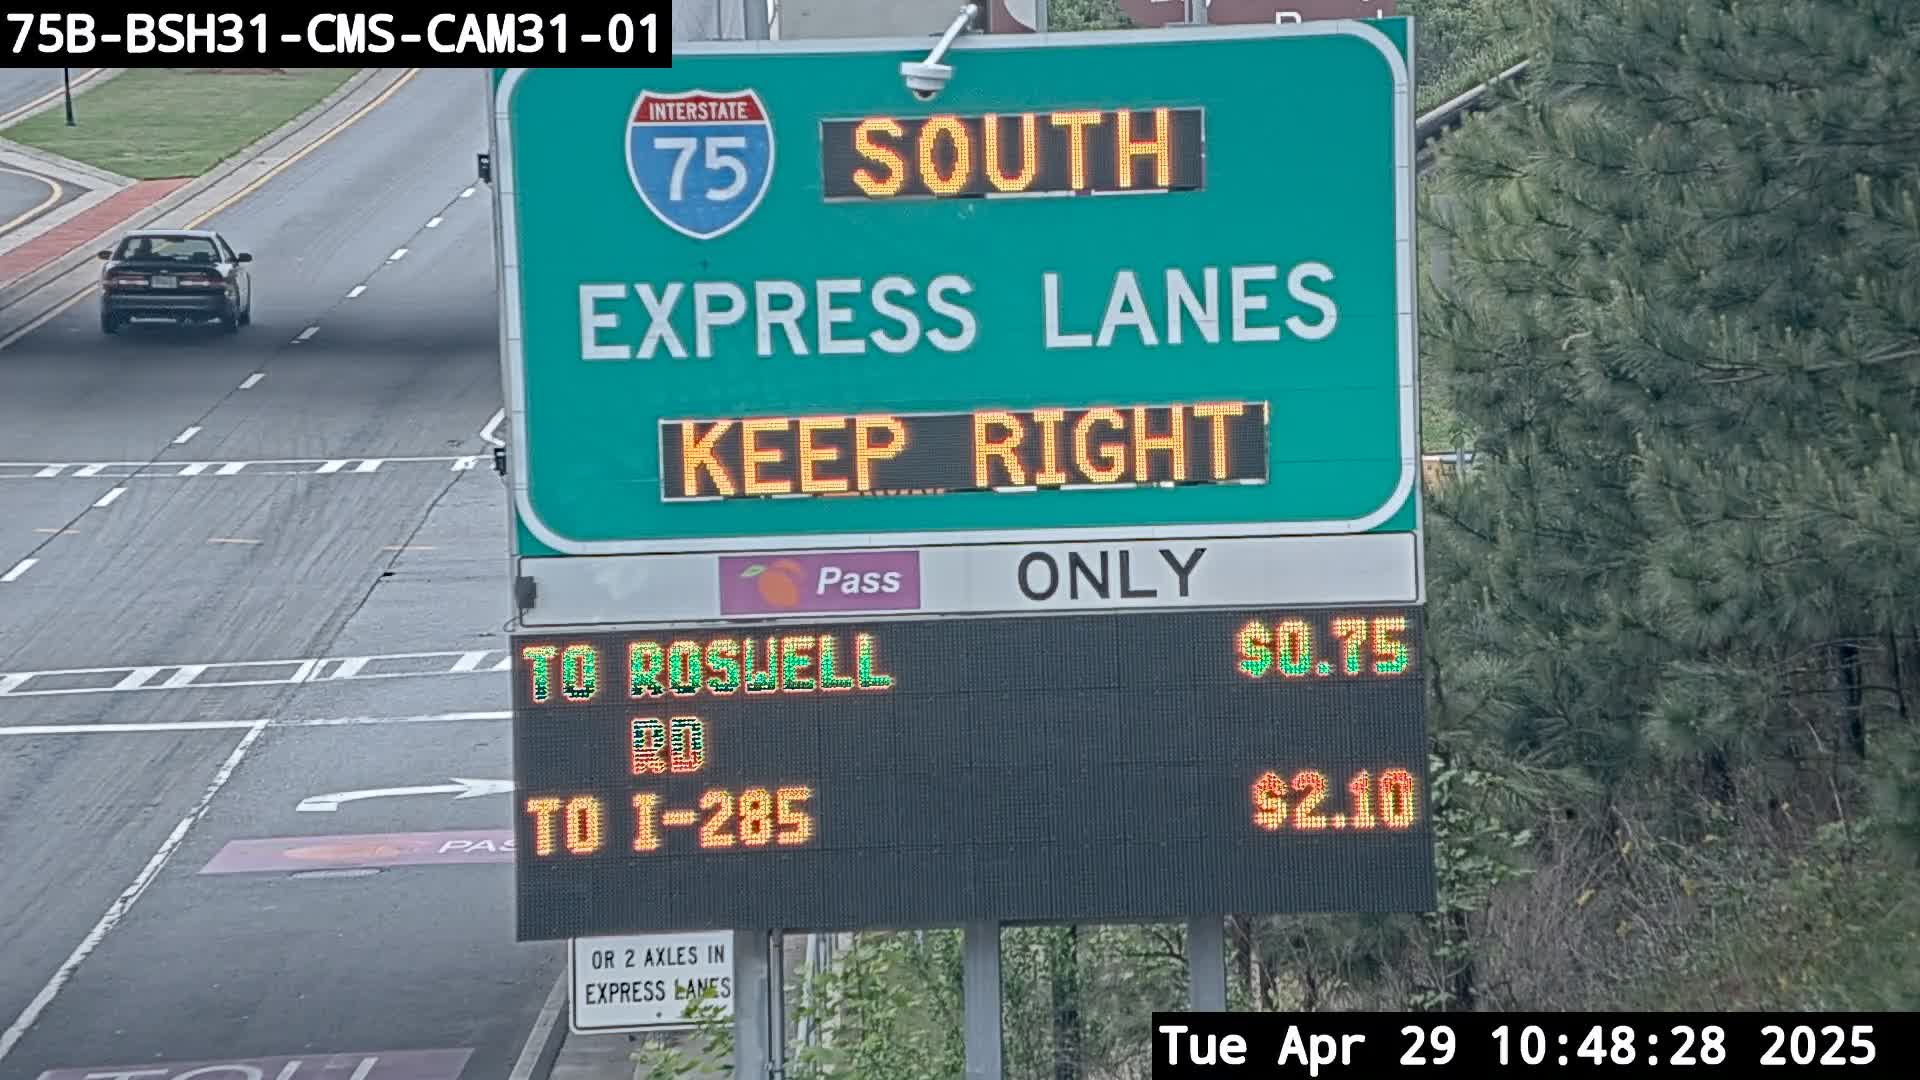 75B-BSH31-CMS-CAM31-01
INTERSTATE
75
SOUTH
EXPRESS LANES
KEEP RIGHT
Pass ONLY
TO ROSWELL $0.75
RD
TO I-285 $2.10
OR 2 AXLES IN
EXPRESS LANES
TOLL
Tue Apr 29 10:48:28 2025